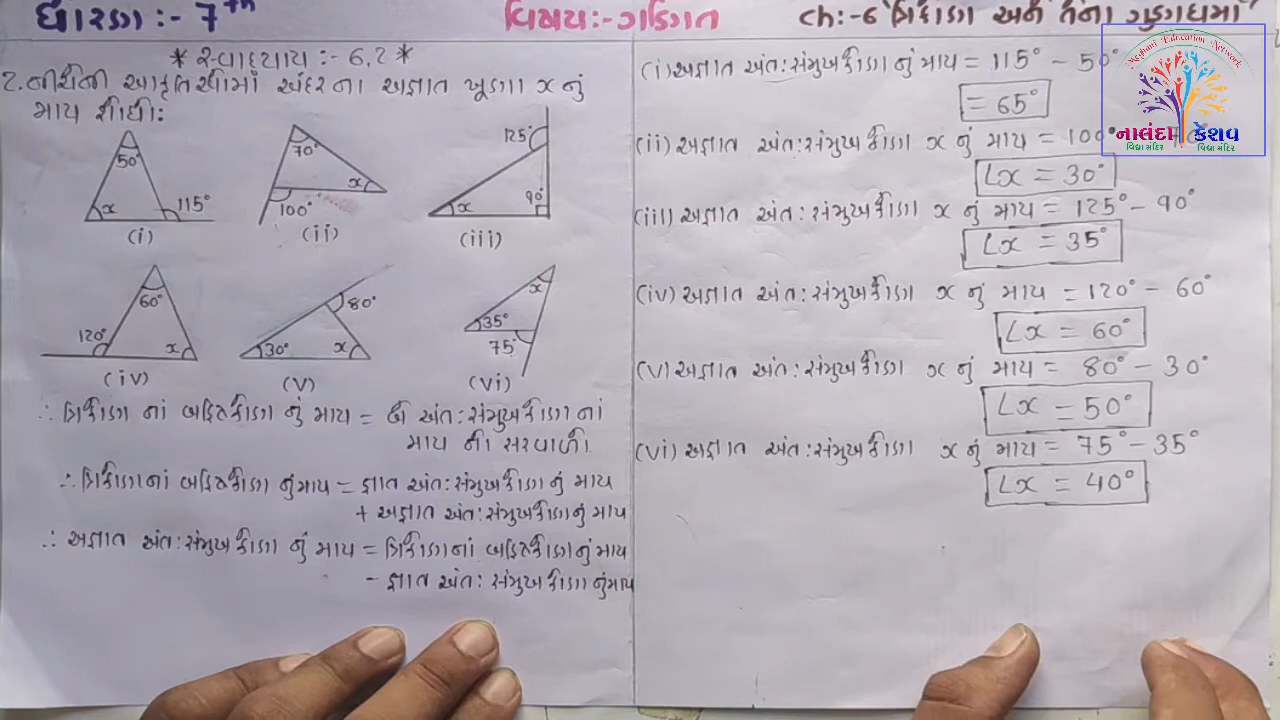 ધોરણ :- 7th
વિષય:- ગણિત
ch:- 6 ત્રિકોણ અને તેના ગુણધર્મો
* સ્વાધ્યાય :- 6.2 *
2. નીચેની આકૃતિઓમાં અંદરના અજ્ઞાત ખૂણા x નું
માપ શોધો:
50° x 115°
(i)
70° x 100°
(ii)
125° x 90°
(iii)
60° 120° x
(iv)
80° 30° x
(v)
x 35° 75°
(vi)
∴ ત્રિકોણ નાં બહિષ્કોણ નું માપ = બે અંતઃસંમુખકોણ નાં
માપ નો સરવાળો.
∴ ત્રિકોણનાં બહિષ્કોણ નું માપ = જ્ઞાત અંતઃસંમુખકોણ નું માપ
+ અજ્ઞાત અંતઃસંમુખકોણ નું માપ
∴ અજ્ઞાત અંતઃસંમુખકોણ નું માપ = ત્રિકોણનાં બહિષ્કોણ નું માપ
- જ્ઞાત અંતઃ સંમુખકોણ નું માપ
(i) અજ્ઞાત અંતઃસંમુખકોણ નું માપ = 115° - 50°
= 65°
(ii) અજ્ઞાત અંતઃસંમુખકોણ x નું માપ = 100°
∠x = 30°
(iii) અજ્ઞાત અંતઃ સંમુખકોણ x નું માપ = 125° - 90°
∠x = 35°
(iv) અજ્ઞાત અંતઃસંમુખકોણ x નું માપ = 120° - 60°
∠x = 60°
(v) અજ્ઞાત અંતઃસંમુખકોણ x નું માપ = 80° - 30°
∠x = 50°
(vi) અજ્ઞાત અંતઃસંમુખકોણ x નું માપ = 75° - 35°
∠x = 40°
Education Network
નાલંદા કેશવ
વિદ્યા મંદિર વિદ્યા મંદિર